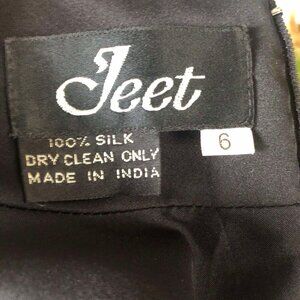 Jeet
100% SILK
DRY CLEAN ONLY
MADE IN INDIA
6